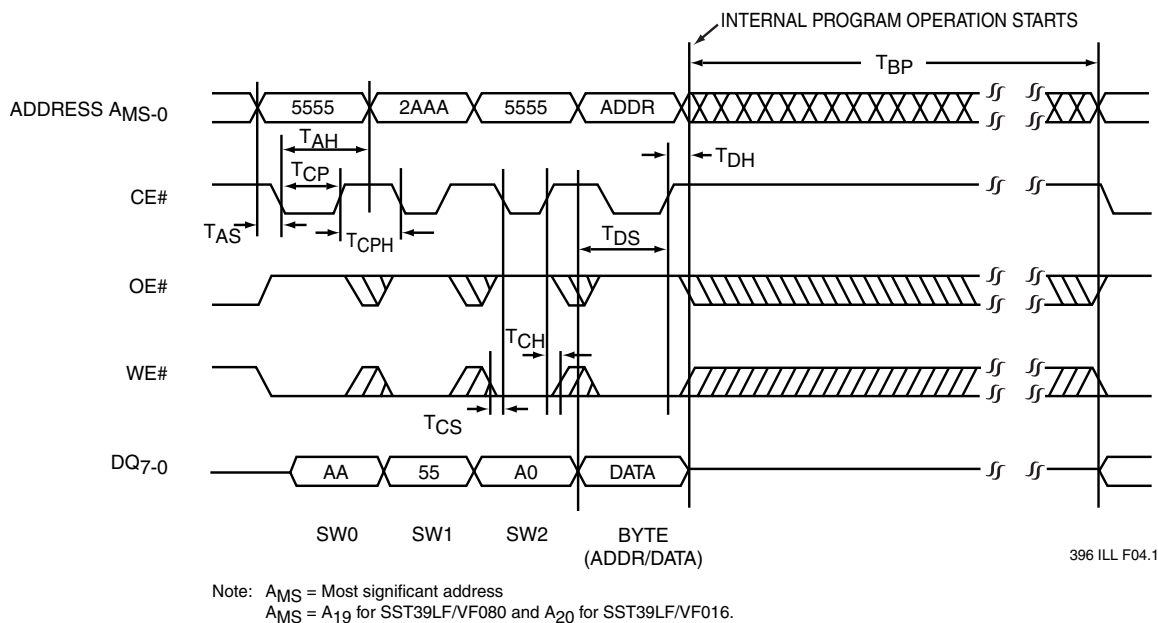 INTERNAL PROGRAM OPERATION STARTS
TBP
ADDRESS AMS-0
5555
2AAA
5555
ADDR
TAH
TDH
TCP
CE#
TAS
TCPH
TDS
OE#
TCH
WE#
TCS
DQ7-0
AA
55
A0
DATA
SW0
SW1
SW2
BYTE
(ADDR/DATA)
396 ILL F04.1
Note: AMS = Most significant address
AMS = A19 for SST39LF/VF080 and A20 for SST39LF/VF016.